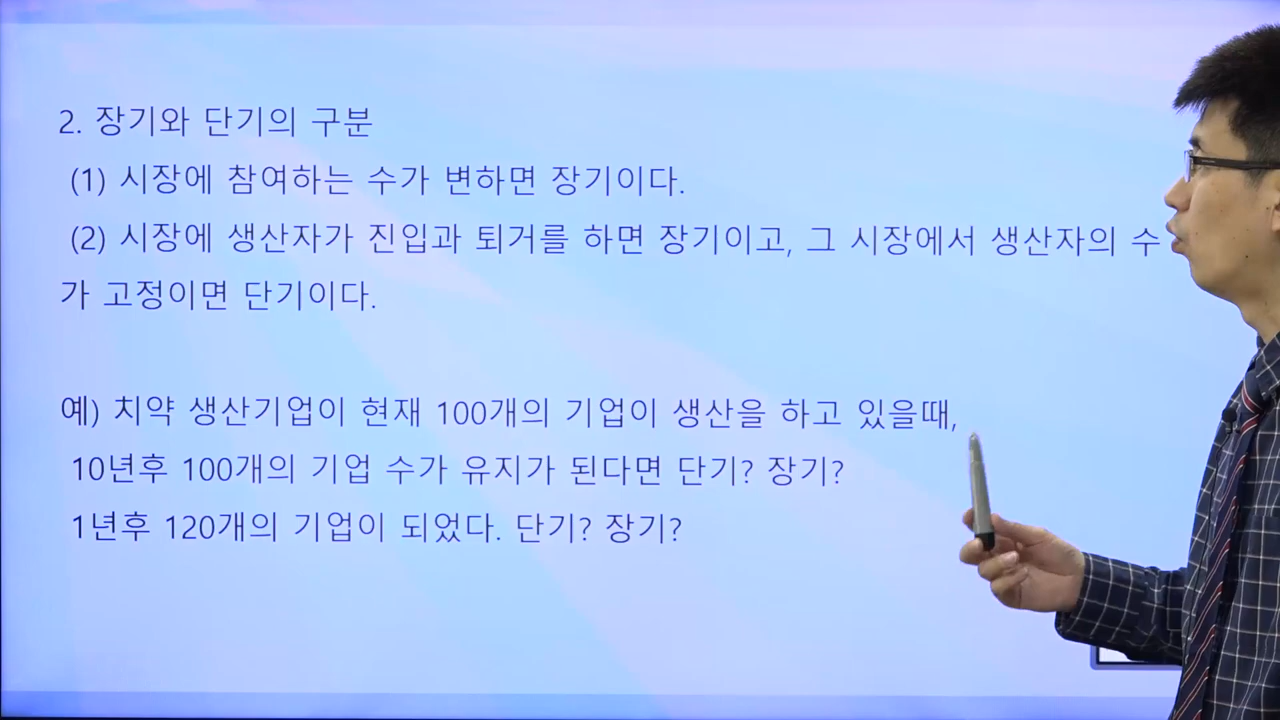 2. 장기와 단기의 구분
(1) 시장에 참여하는 수가 변하면 장기이다.
(2) 시장에 생산자가 진입과 퇴거를 하면 장기이고, 그 시장에서 생산자의 수
가 고정이면 단기이다.
예) 치약 생산기업이 현재 100개의 기업이 생산을 하고 있을때,
10년후 100개의 기업 수가 유지가 된다면 단기? 장기?
1년후 120개의 기업이 되었다. 단기? 장기?